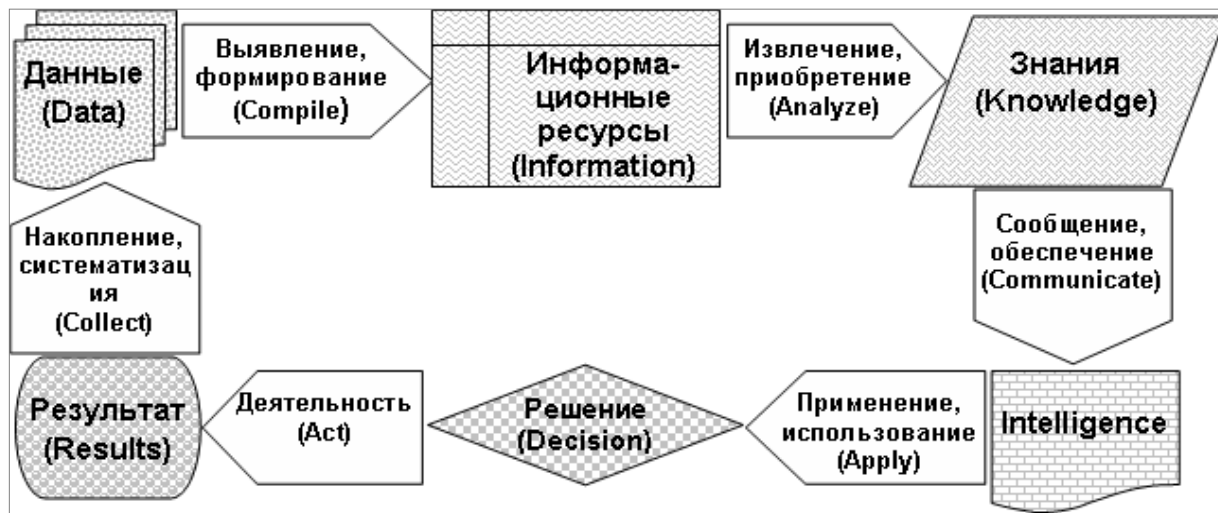 Данные
(Data)
Выявление,
формирование
(Compile)
Информа-
ционные
ресурсы
(Information)
Извлечение,
приобретение
(Analyze)
Знания
(Knowledge)
Сообщение,
обеспечение
(Communicate)
Intelligence
Применение,
использование
(Apply)
Решение
(Decision)
Деятельность
(Act)
Результат
(Results)
Накопление,
систематизац
ия
(Collect)